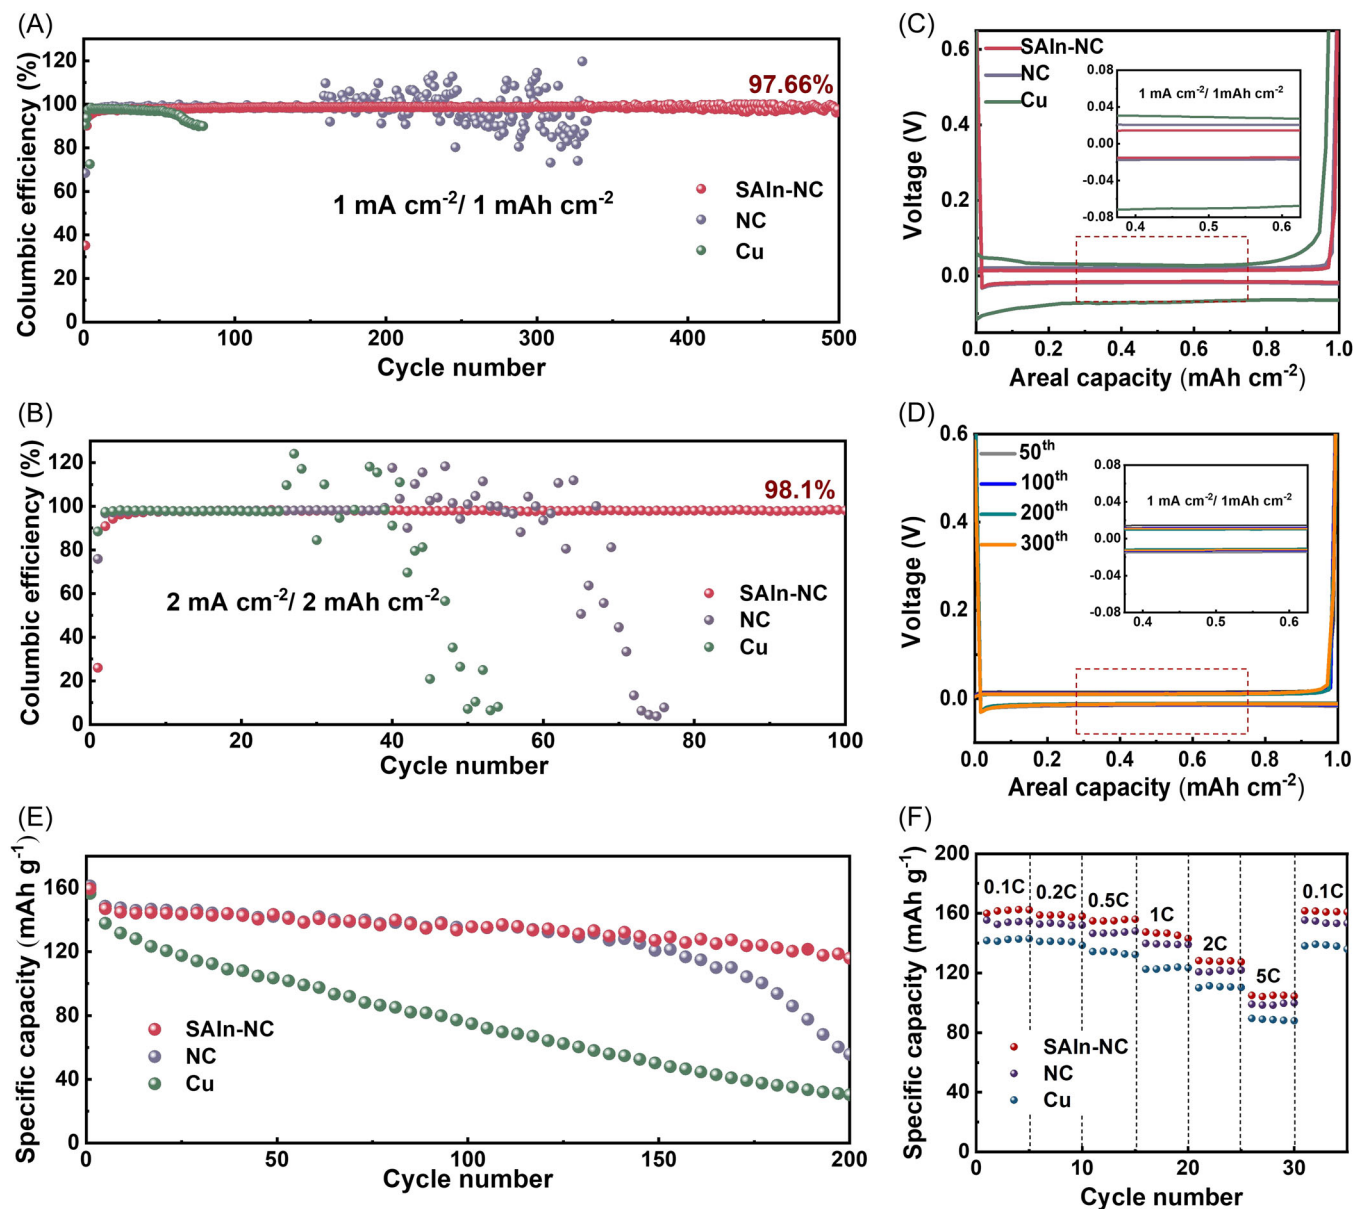 (A)
Columbic efficiency (%)
120
100
80
60
40
20
0
97.66%
1 mA cm⁻²/ 1 mAh cm⁻²
SAIn-NC
NC
Cu
0 100 200 300 400 500
Cycle number
(C)
Voltage (V)
0.6
0.4
0.2
0.0
SAIn-NC
NC
Cu
0.08
0.04
0.00
-0.04
-0.08
1 mA cm⁻²/ 1mAh cm⁻²
0.4 0.5 0.6
0.0 0.2 0.4 0.6 0.8 1.0
Areal capacity (mAh cm⁻²)
(B)
Columbic efficiency (%)
120
100
80
60
40
20
0
98.1%
2 mA cm⁻²/ 2 mAh cm⁻²
SAIn-NC
NC
Cu
0 20 40 60 80 100
Cycle number
(D)
Voltage (V)
0.6
0.4
0.2
0.0
50th
100th
200th
300th
0.08
0.04
0.00
-0.04
-0.08
1 mA cm⁻²/ 1mAh cm⁻²
0.4 0.5 0.6
0.0 0.2 0.4 0.6 0.8 1.0
Areal capacity (mAh cm⁻²)
(E)
Specific capacity (mAh g⁻¹)
160
120
80
40
0
SAIn-NC
NC
Cu
0 50 100 150 200
Cycle number
(F)
Specific capacity (mAh g⁻¹)
200
160
120
80
40
0
0.1C 0.2C 0.5C 1C 2C 5C 0.1C
SAIn-NC
NC
Cu
0 10 20 30
Cycle number